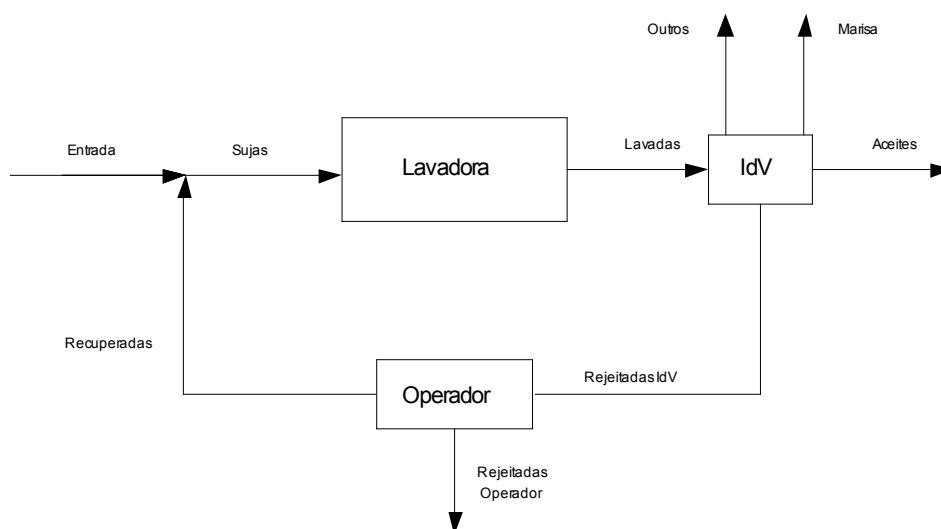 Outros
Marisa
Entrada
Sujas
Lavadora
Lavadas
IdV
Aceites
Recuperadas
Operador
RejeitadasIdV
Rejeitadas
Operador